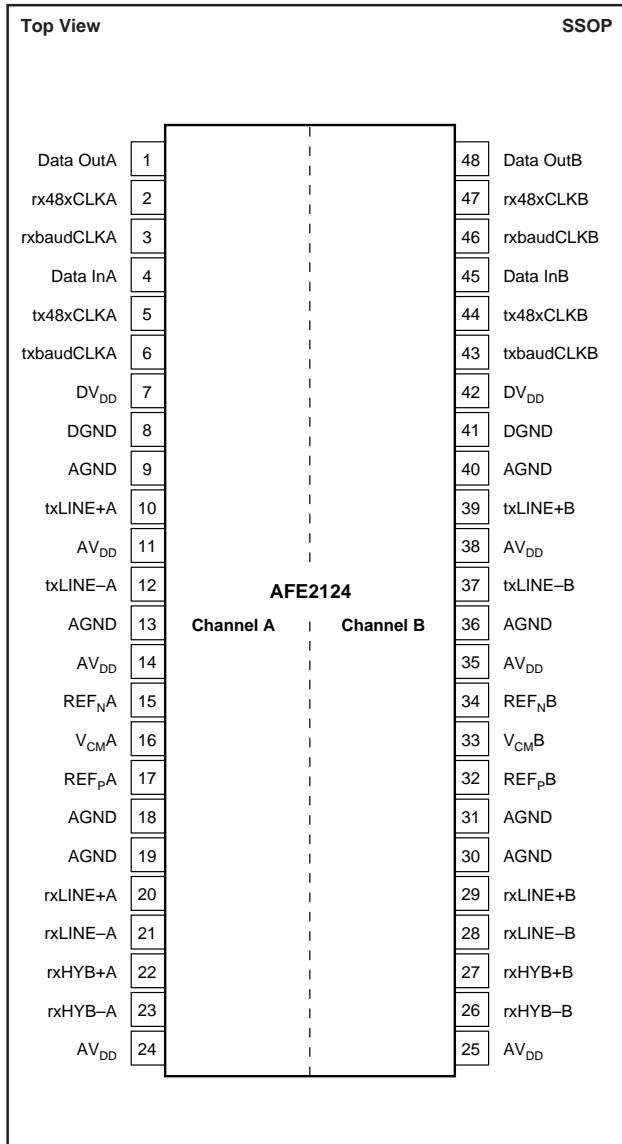 Top View SSOP
Data OutA 1 48 Data OutB
rx48xCLKA 2 47 rx48xCLKB
rxbaudCLKA 3 46 rxbaudCLKB
Data InA 4 45 Data InB
tx48xCLKA 5 44 tx48xCLKB
txbaudCLKA 6 43 txbaudCLKB
DVDD 7 42 DVDD
DGND 8 41 DGND
AGND 9 40 AGND
txLINE+A 10 39 txLINE+B
AVDD 11 38 AVDD
txLINE–A 12 37 txLINE–B
AFE2124
AGND 13 Channel A Channel B 36 AGND
AVDD 14 35 AVDD
REFNA 15 34 REFNB
VCMA 16 33 VCMB
REFPA 17 32 REFPB
AGND 18 31 AGND
AGND 19 30 AGND
rxLINE+A 20 29 rxLINE+B
rxLINE–A 21 28 rxLINE–B
rxHYB+A 22 27 rxHYB+B
rxHYB–A 23 26 rxHYB–B
AVDD 24 25 AVDD